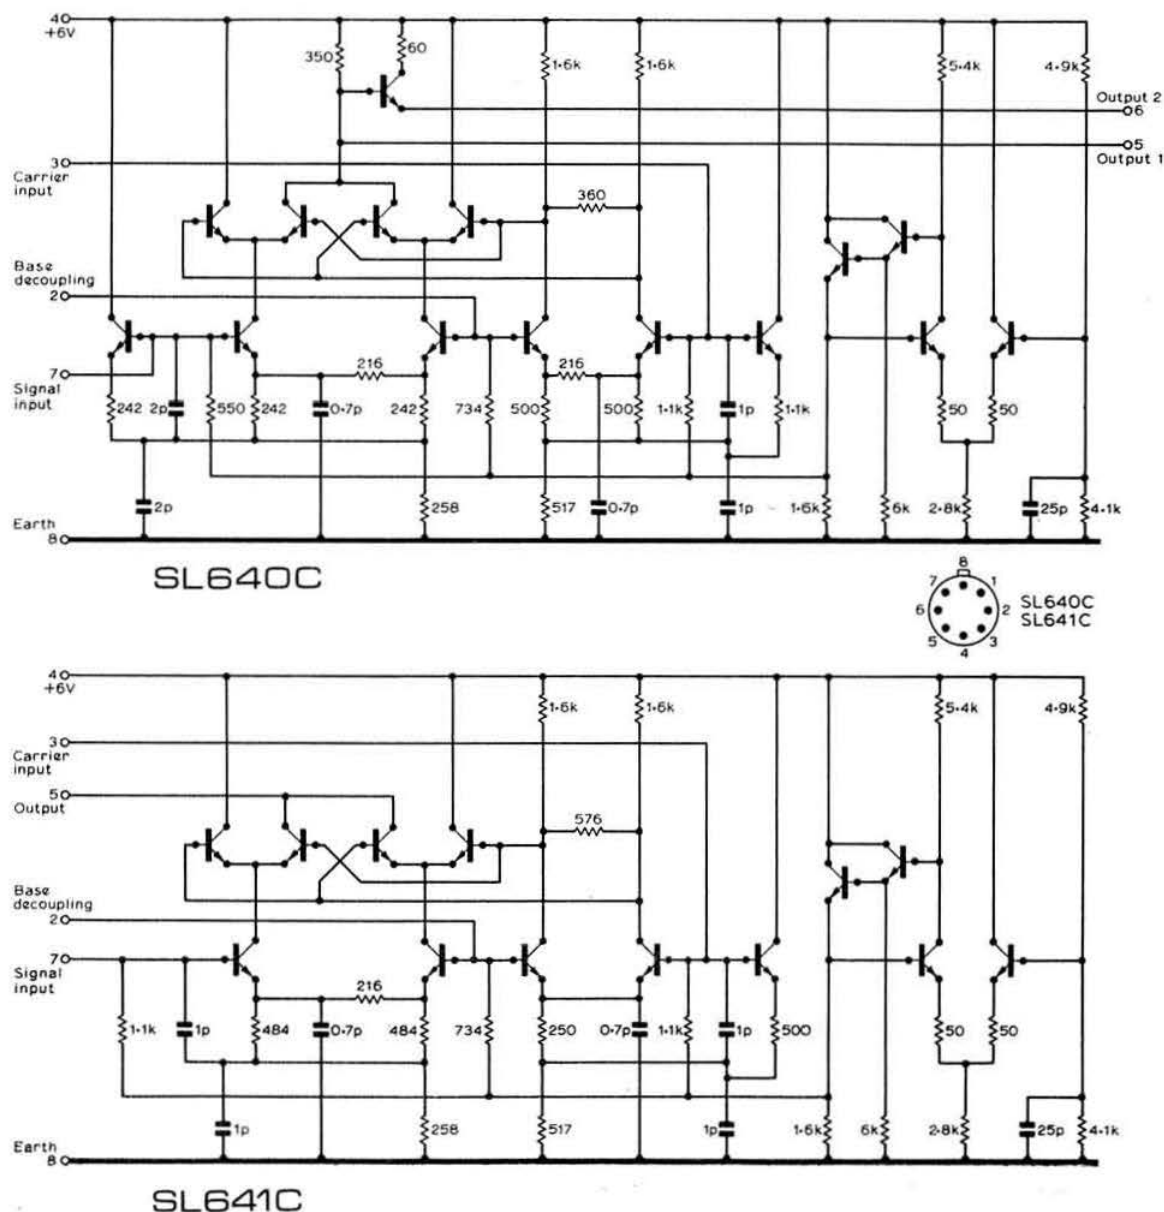 4
+6V
350
60
1·6k
1·6k
5·4k
4·9k
Output 2
6
5
Output 1
3
Carrier
input
360
Base
decoupling
2
7
Signal
input
216
216
242
2p
550
242
0·7p
242
734
500
500
1·1k
1p
1·1k
50
50
2p
258
517
0·7p
1p
1·6k
6k
2·8k
25p
4·1k
Earth
8
SL640C
8
7
1
6
2
5
3
4
SL640C
SL641C
4
+6V
1·6k
1·6k
5·4k
4·9k
3
Carrier
input
5
Output
576
Base
decoupling
2
7
Signal
input
216
1·1k
1p
484
0·7p
484
734
250
0·7p
1·1k
1p
500
50
50
1p
258
517
1p
1·6k
6k
2·8k
25p
4·1k
Earth
8
SL641C